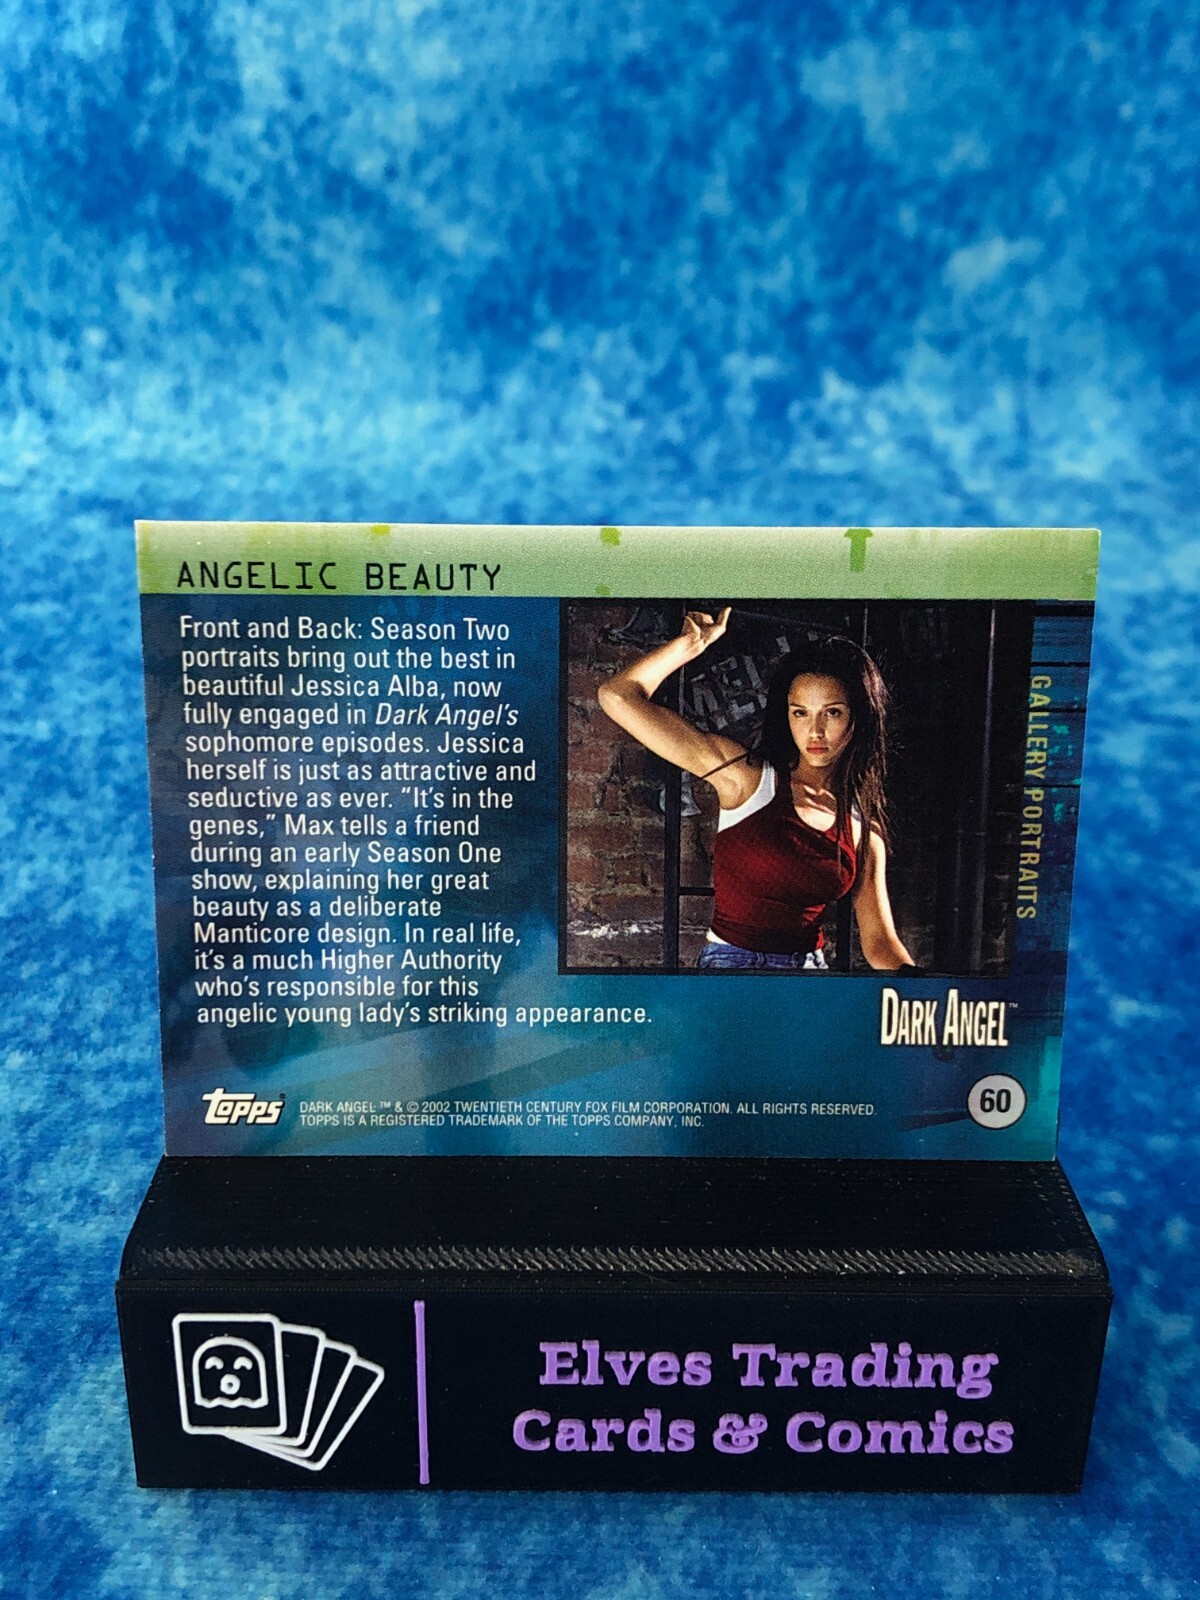 ANGELIC BEAUTY
Front and Back: Season Two
portraits bring out the best in
beautiful Jessica Alba, now
fully engaged in Dark Angel's
sophomore episodes. Jessica
herself is just as attractive and
seductive as ever. "It's in the
genes," Max tells a friend
during an early Season One
show, explaining her great
beauty as a deliberate
Manticore design. In real life,
it's a much Higher Authority
who's responsible for this
angelic young lady's striking appearance.
GALLERY PORTRAITS
DARK ANGEL™
60
Topps
DARK ANGEL ™ & © 2002 TWENTIETH CENTURY FOX FILM CORPORATION. ALL RIGHTS RESERVED.
TOPPS IS A REGISTERED TRADEMARK OF THE TOPPS COMPANY, INC.
Elves Trading
Cards & Comics